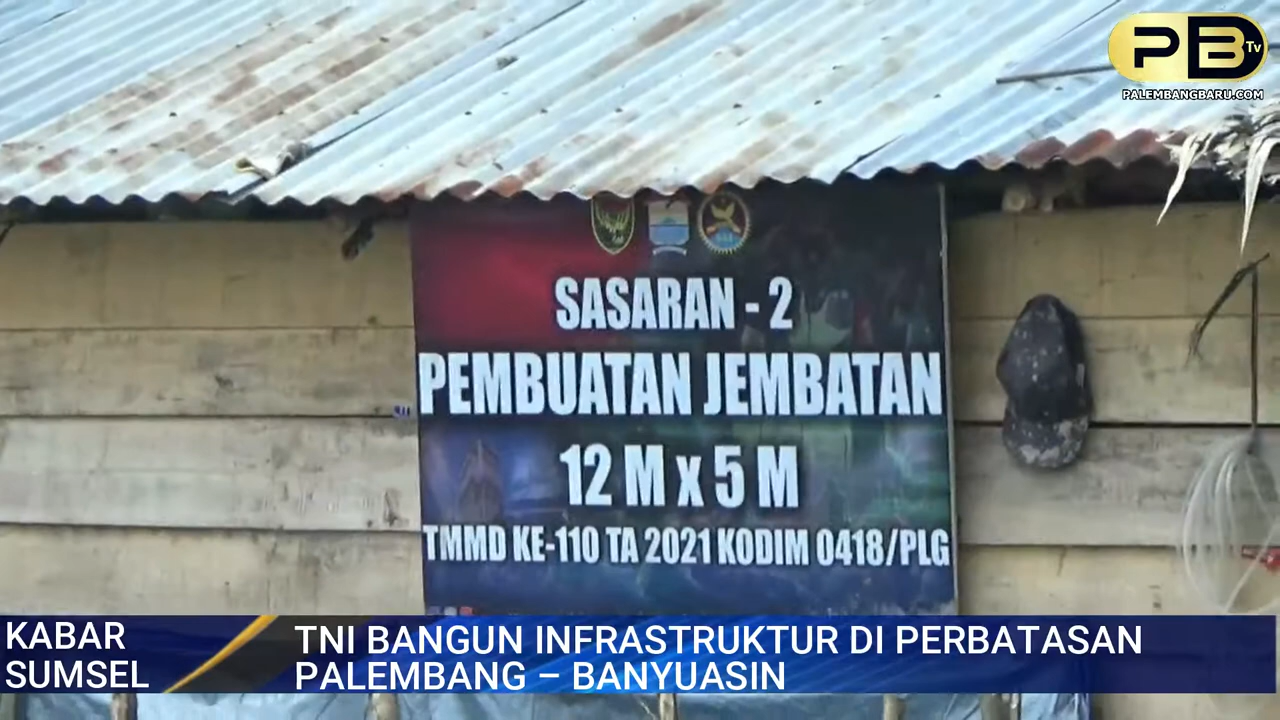 PB Tv
PALEMBANGBARU.COM
SASARAN - 2
PEMBUATAN JEMBATAN
12 M x 5 M
TMMD KE-110 TA 2021 KODIM 0418/PLG
KABAR
SUMSEL
TNI BANGUN INFRASTRUKTUR DI PERBATASAN
PALEMBANG – BANYUASIN